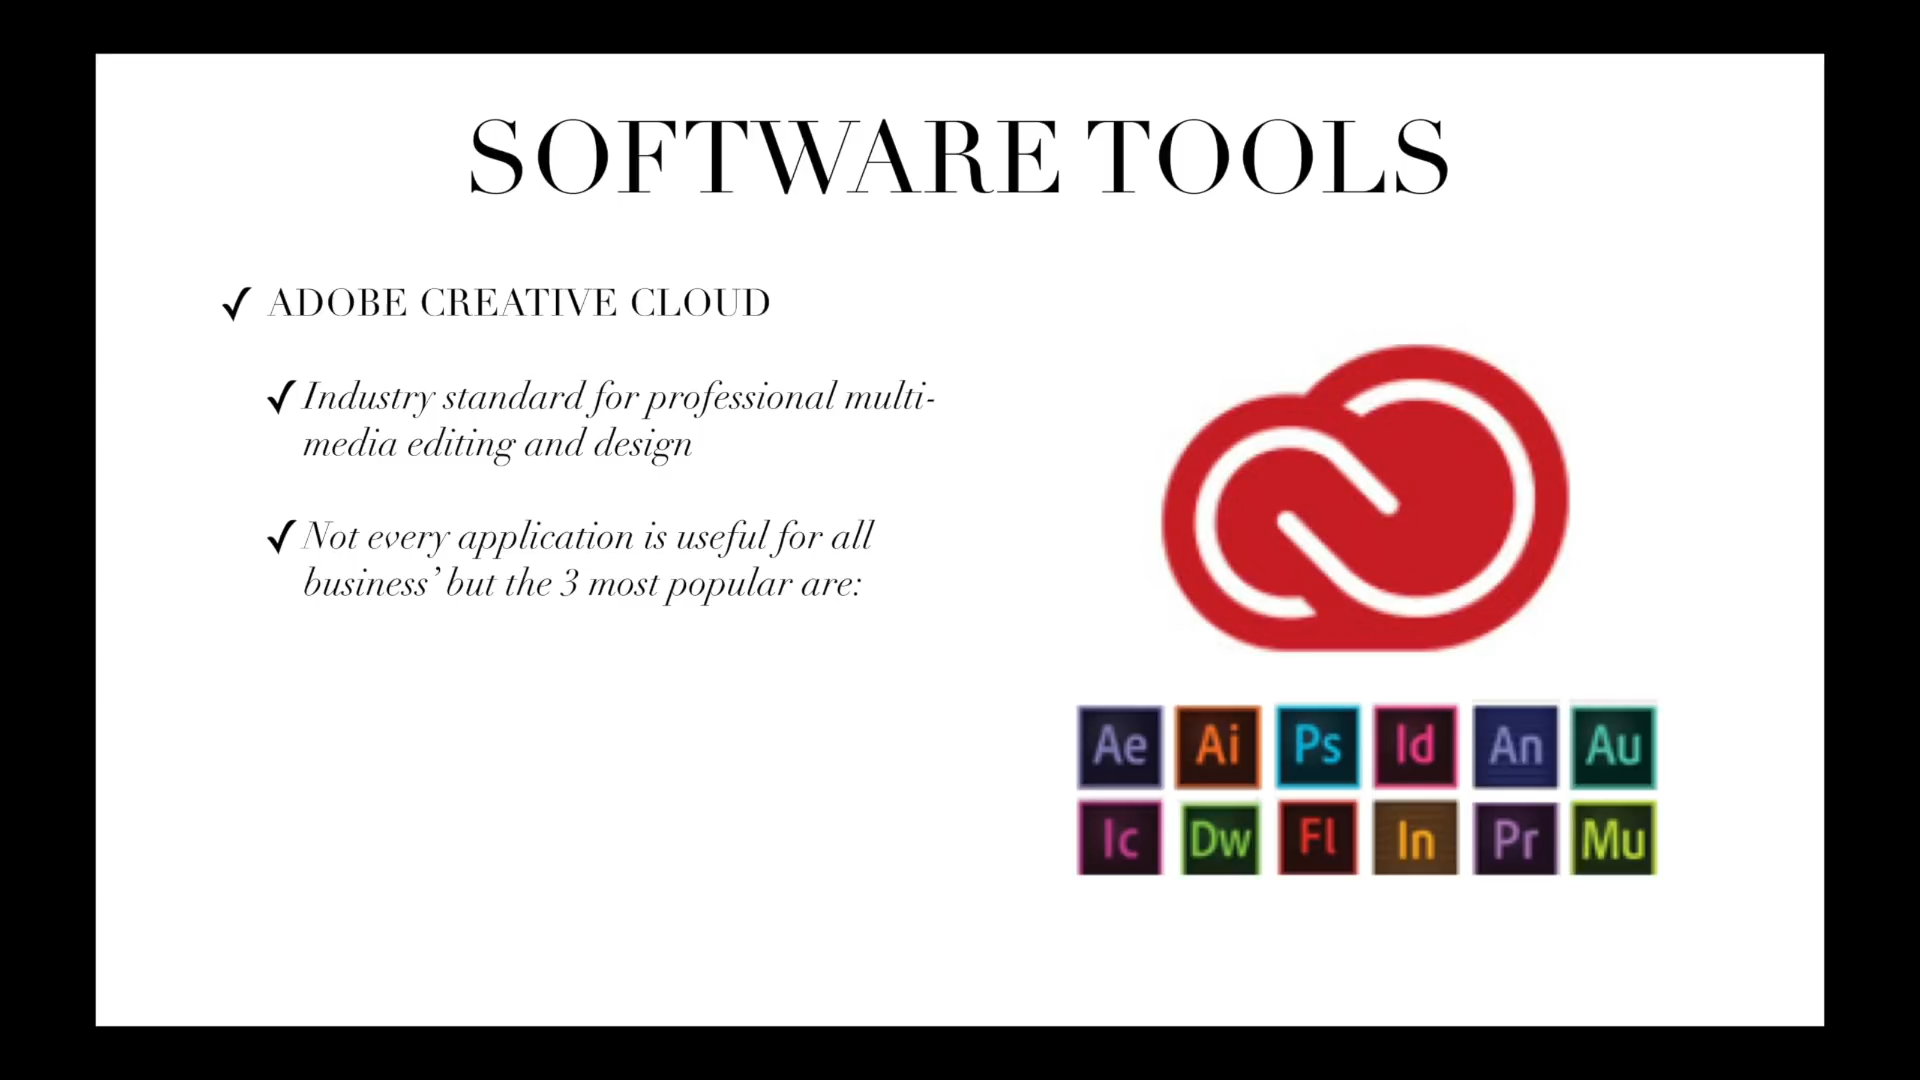 SOFTWARE TOOLS
✓ ADOBE CREATIVE CLOUD
✓ Industry standard for professional multi-
media editing and design
✓ Not every application is useful for all
business’ but the 3 most popular are:
Ae Ai Ps Id An Au
Ic Dw Fl In Pr Mu